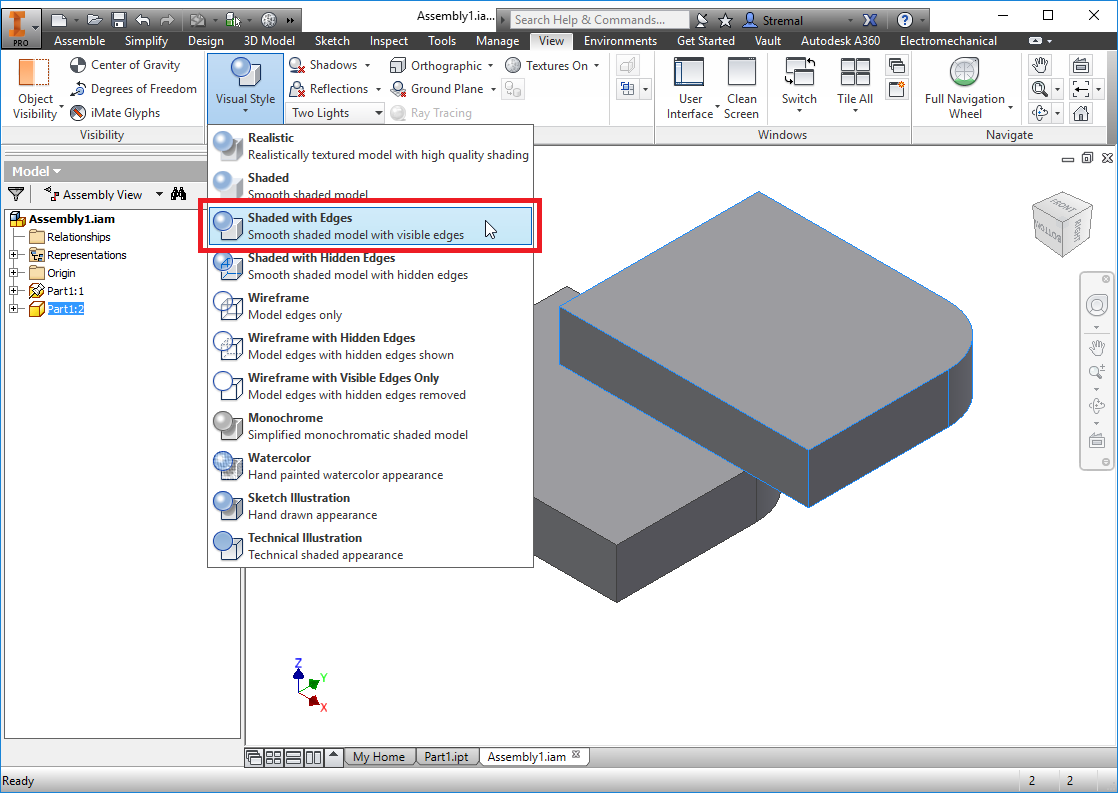 Assembly1.ia...
Search Help & Commands...
Stremal
PRO
Assemble Simplify Design 3D Model Sketch Inspect Tools Manage View Environments Get Started Vault Autodesk A360 Electromechanical
Object Visibility
Center of Gravity
Degrees of Freedom
iMate Glyphs
Visibility
Visual Style
Shadows
Reflections
Two Lights
Orthographic
Ground Plane
Ray Tracing
Textures On
User Interface
Clean Screen
Switch
Tile All
Windows
Full Navigation Wheel
Navigate
Model
Assembly View
Assembly1.iam
Relationships
Representations
Origin
Part1:1
Part1:2
Realistic
Realistically textured model with high quality shading
Shaded
Smooth shaded model
Shaded with Edges
Smooth shaded model with visible edges
Shaded with Hidden Edges
Smooth shaded model with hidden edges
Wireframe
Model edges only
Wireframe with Hidden Edges
Model edges with hidden edges shown
Wireframe with Visible Edges Only
Model edges with hidden edges removed
Monochrome
Simplified monochromatic shaded model
Watercolor
Hand painted watercolor appearance
Sketch Illustration
Hand drawn appearance
Technical Illustration
Technical shaded appearance
FRONT
BOTTOM
RIGHT
Z
Y
X
My Home
Part1.ipt
Assembly1.iam
Ready
2
2